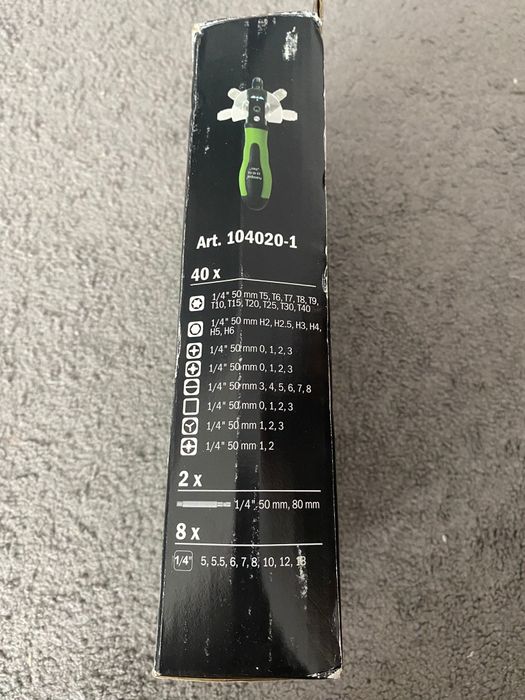 Art. 104020-1
40 x
1/4" 50 mm T5, T6, T7, T8, T9,
T10, T15, T20, T25, T30, T40
1/4" 50 mm H2, H2.5, H3, H4,
H5, H6
1/4" 50 mm 0, 1, 2, 3
1/4" 50 mm 0, 1, 2, 3
1/4" 50 mm 3, 4, 5, 6, 7, 8
1/4" 50 mm 0, 1, 2, 3
1/4" 50 mm 1, 2, 3
1/4" 50 mm 1, 2
2 x
1/4", 50 mm, 80 mm
8 x
1/4" 5, 5.5, 6, 7, 8, 10, 12, 13